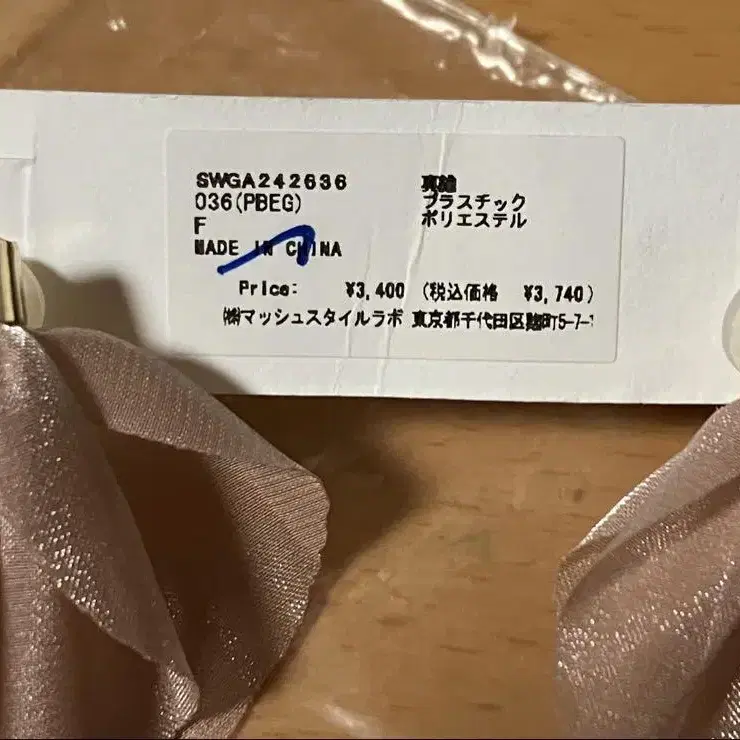 SWGA242636
036(PBEG)
F
MADE IN CHINA
真鍮
プラスチック
ポリエステル
Price: ¥3,400 (税込価格 ¥3,740)
㈱マッシュスタイルラボ 東京都千代田区麹町5-7-1